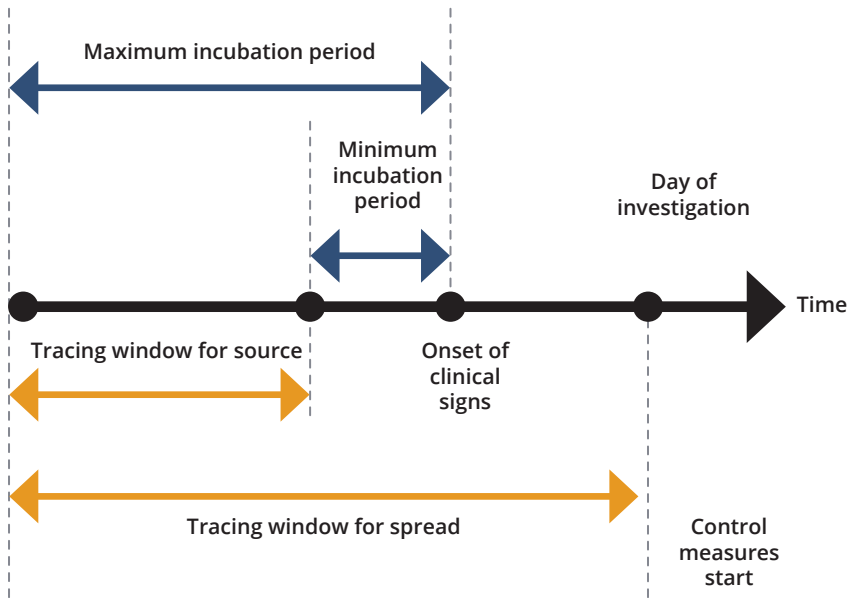 Maximum incubation period
Minimum
incubation
period
Day of
investigation
Time
Tracing window for source
Onset of
clinical
signs
Tracing window for spread
Control
measures
start